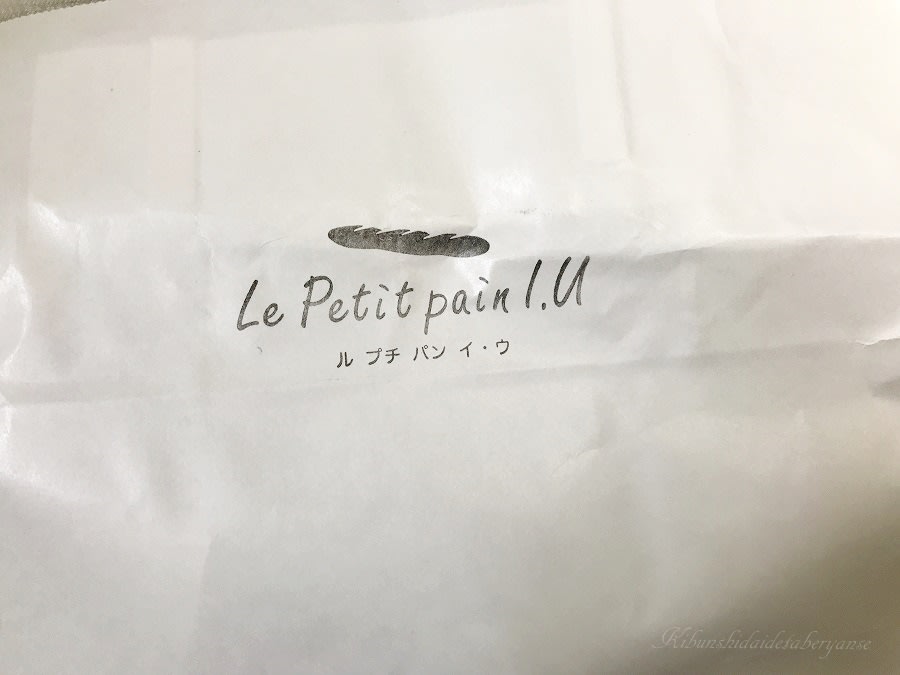 Le Petit pain I.U
ル プチ パン イ・ウ
Kibunshidaidetaberyanse